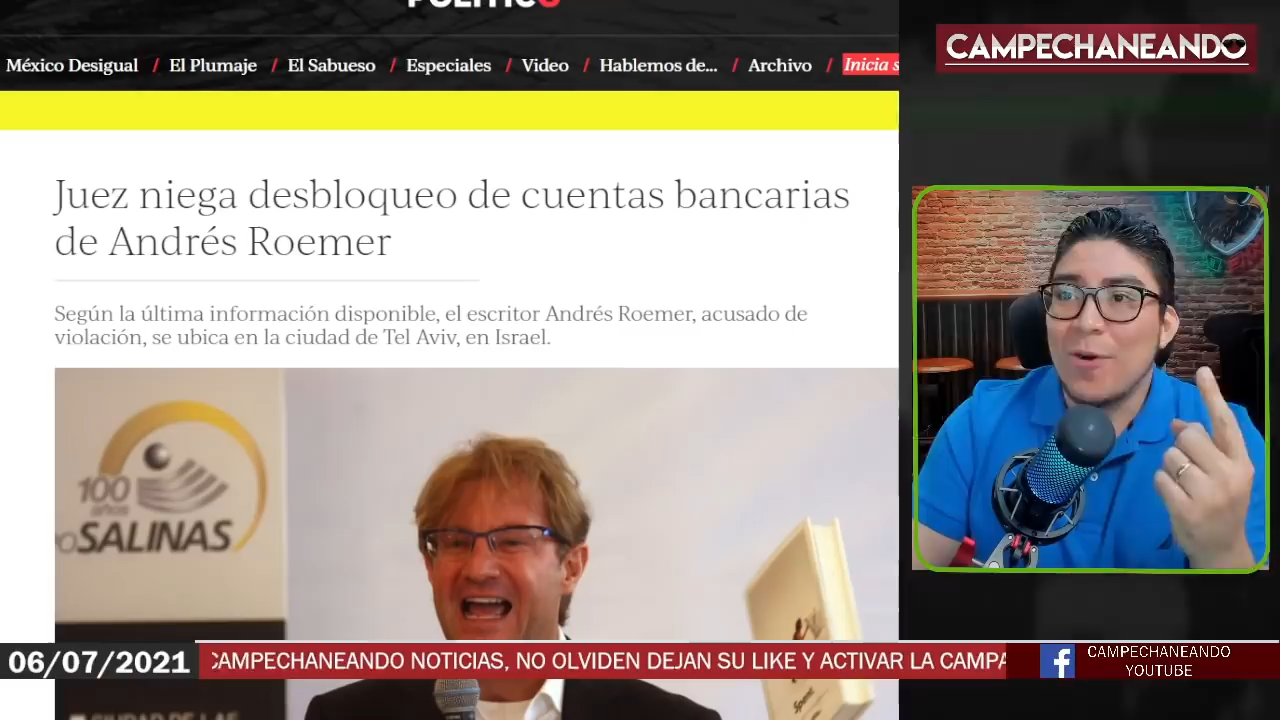 POLÍTICO
CAMPECHANEANDO
México Desigual / El Plumaje / El Sabueso / Especiales / Video / Hablemos de... / Archivo / Inicia s
Juez niega desbloqueo de cuentas bancarias
de Andrés Roemer
Según la última información disponible, el escritor Andrés Roemer, acusado de
violación, se ubica en la ciudad de Tel Aviv, en Israel.
100
años
SALINAS
06/07/2021
CAMPECHANEANDO NOTICIAS, NO OLVIDEN DEJAN SU LIKE Y ACTIVAR LA CAMPA
CAMPECHANEANDO
YOUTUBE